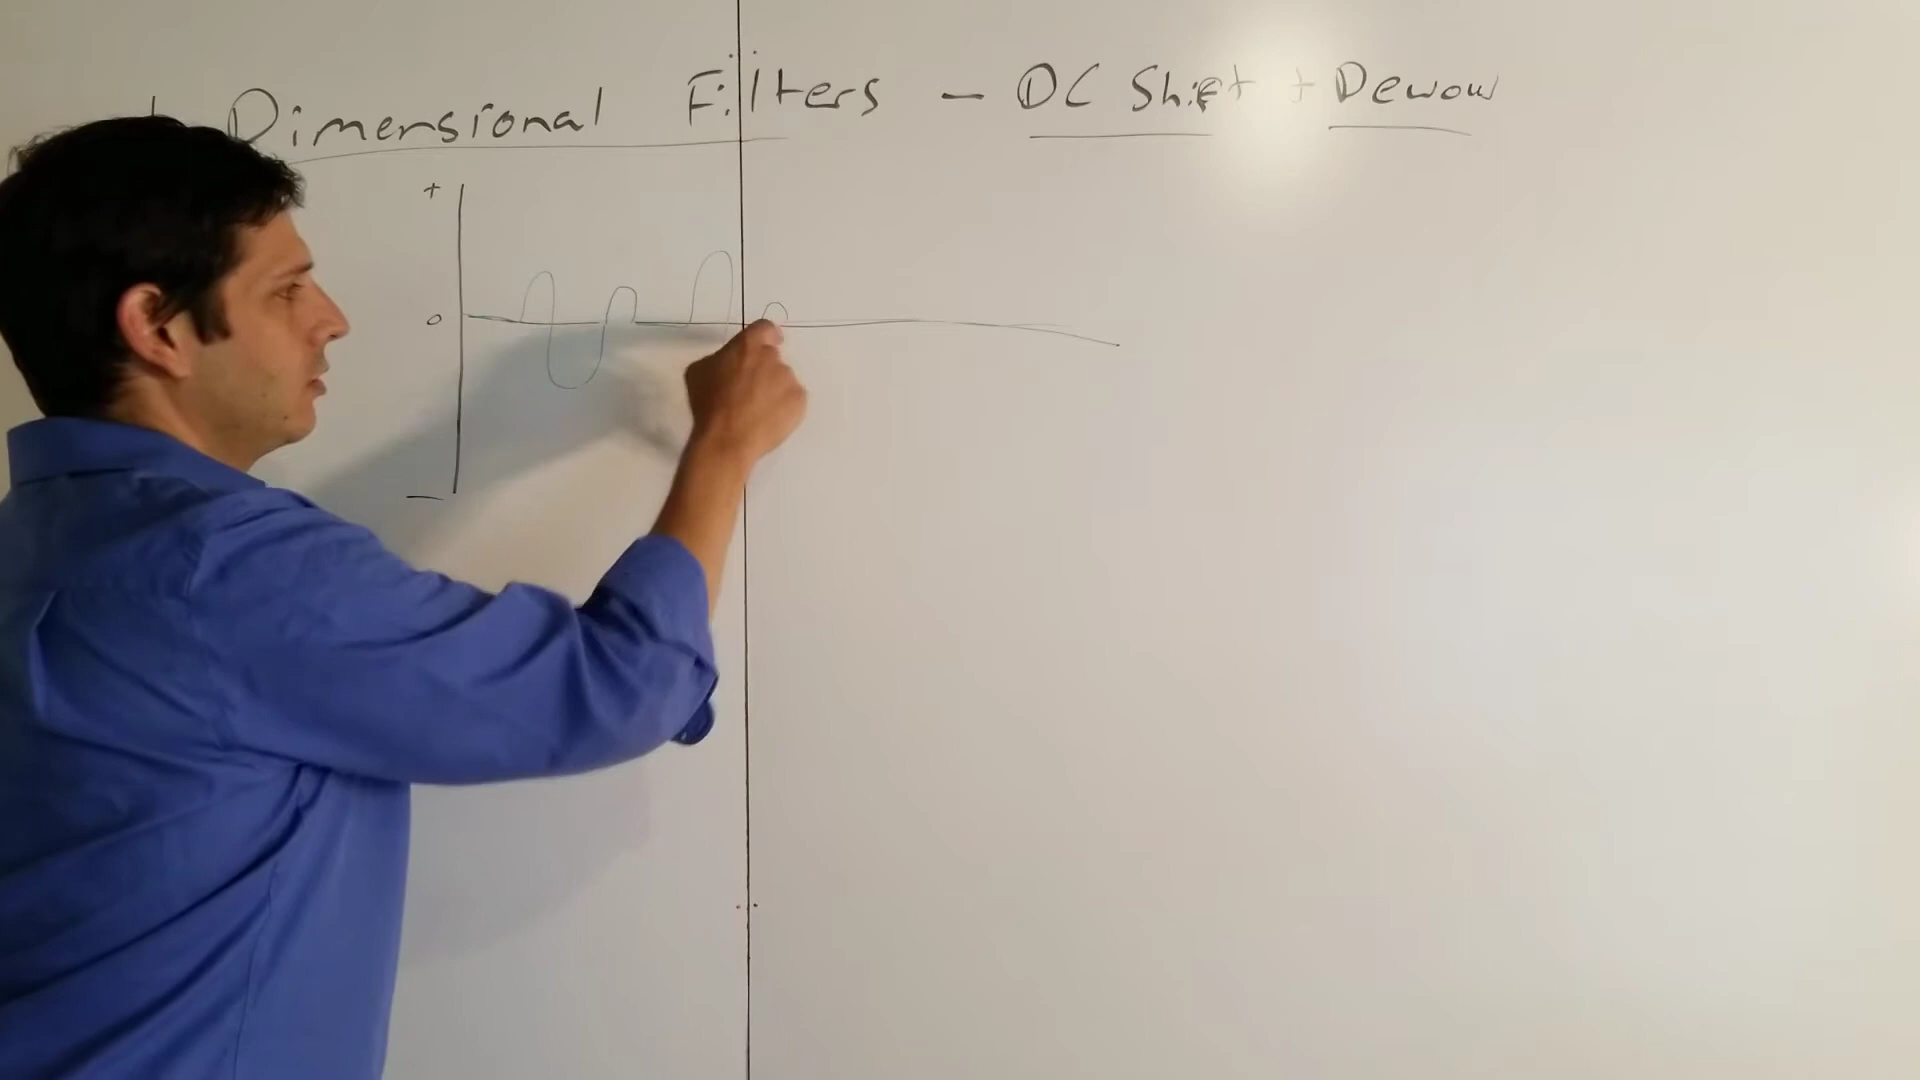 Dimensional Filters - DC Shift + Dewow
+
0
-